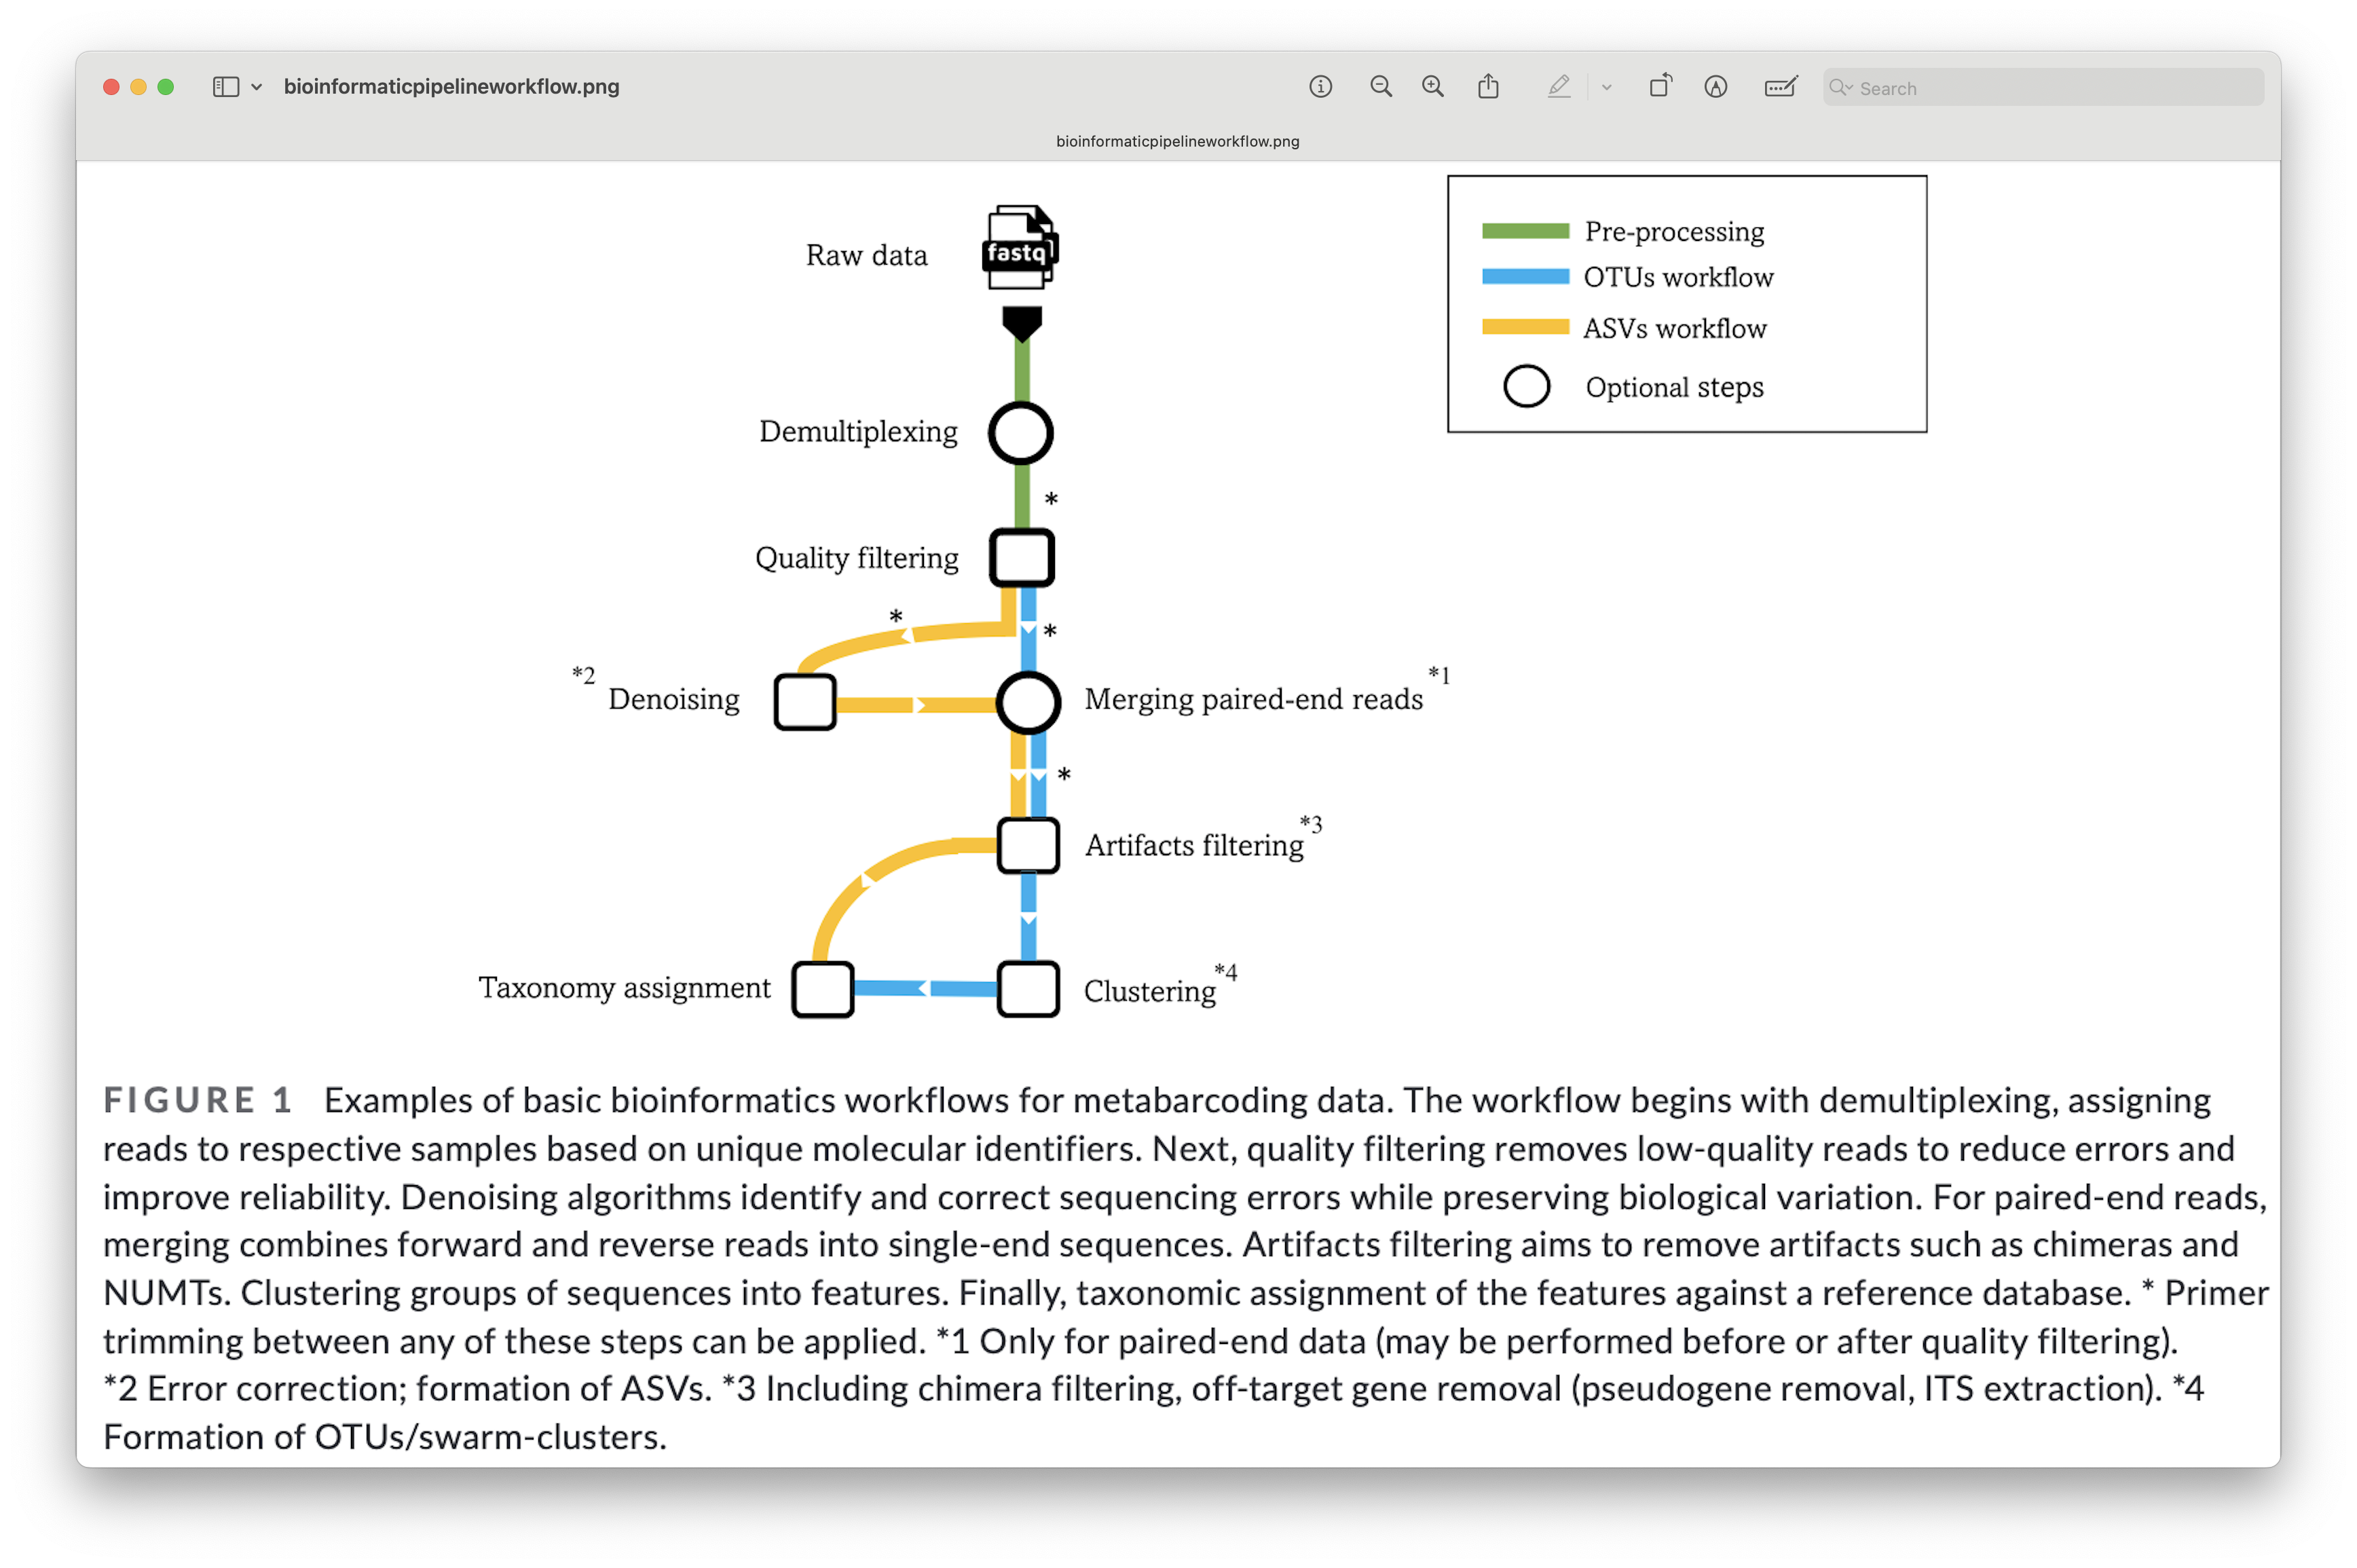 bioinformaticpipelineworkflow.png
Search
bioinformaticpipelineworkflow.png
Raw data
fastq
Pre-processing
OTUs workflow
ASVs workflow
Optional steps
Demultiplexing
*
Quality filtering
*
*
*2 Denoising
Merging paired-end reads *1
*
Artifacts filtering *3
Taxonomy assignment
Clustering *4
FIGURE 1 Examples of basic bioinformatics workflows for metabarcoding data. The workflow begins with demultiplexing, assigning
reads to respective samples based on unique molecular identifiers. Next, quality filtering removes low-quality reads to reduce errors and
improve reliability. Denoising algorithms identify and correct sequencing errors while preserving biological variation. For paired-end reads,
merging combines forward and reverse reads into single-end sequences. Artifacts filtering aims to remove artifacts such as chimeras and
NUMTs. Clustering groups of sequences into features. Finally, taxonomic assignment of the features against a reference database. * Primer
trimming between any of these steps can be applied. *1 Only for paired-end data (may be performed before or after quality filtering).
*2 Error correction; formation of ASVs. *3 Including chimera filtering, off-target gene removal (pseudogene removal, ITS extraction). *4
Formation of OTUs/swarm-clusters.